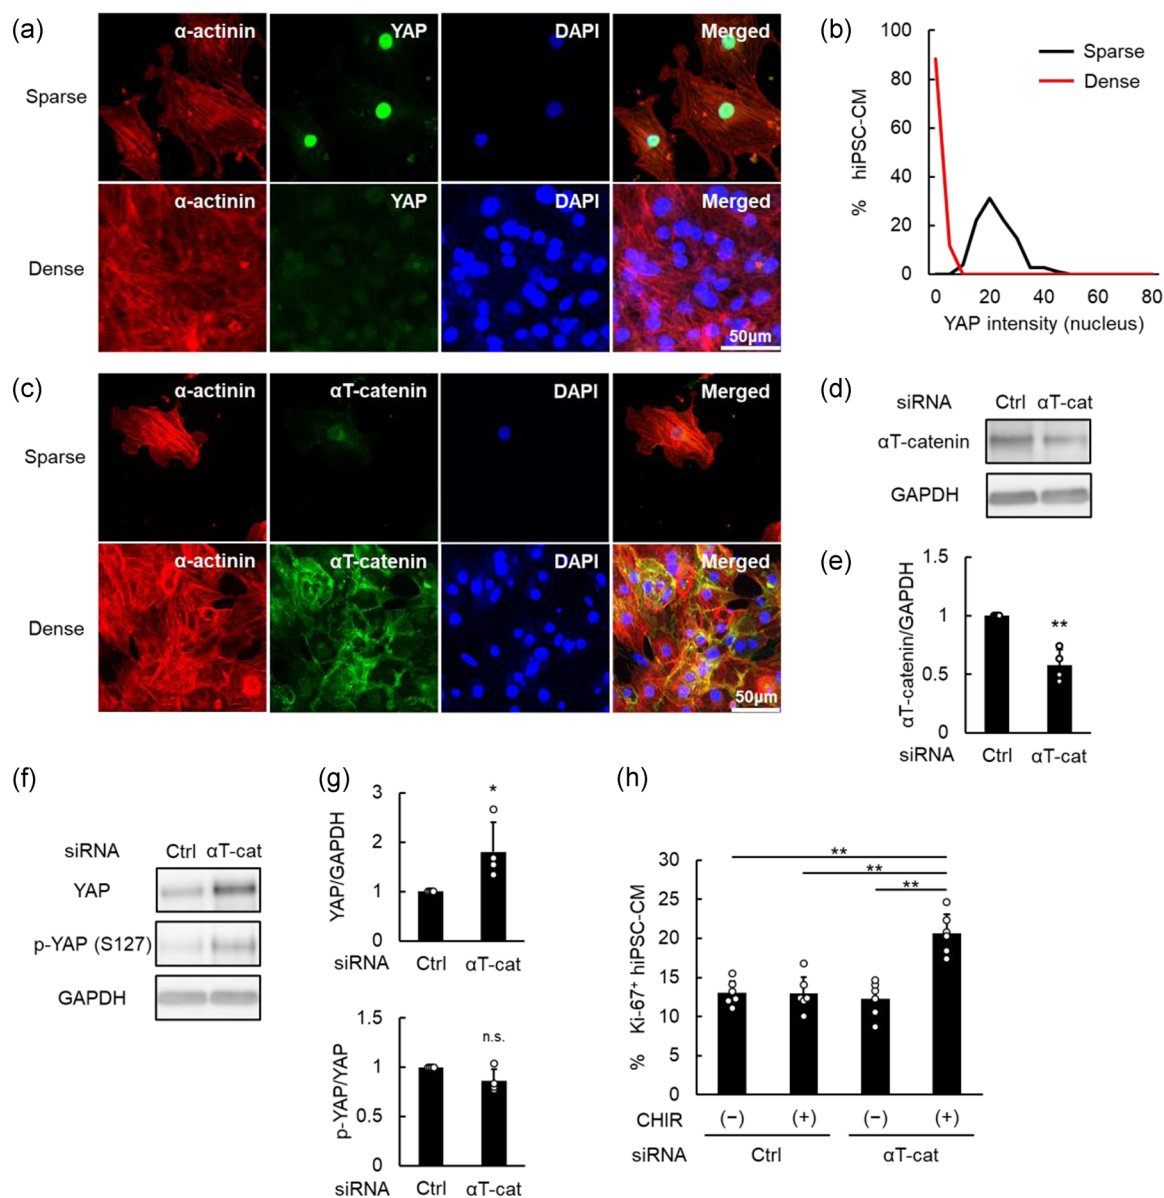 (a)
α-actinin YAP DAPI Merged
Sparse
α-actinin YAP DAPI Merged
Dense
50μm
(b)
100
80
60
40
20
0
% hiPSC-CM
Sparse
Dense
0 20 40 60 80
YAP intensity (nucleus)
(c)
α-actinin αT-catenin DAPI Merged
Sparse
α-actinin αT-catenin DAPI Merged
Dense
50μm
(d)
siRNA Ctrl αT-cat
αT-catenin
GAPDH
(e)
αT-catenin/GAPDH
1.5
1
0.5
0
**
siRNA Ctrl αT-cat
(f)
siRNA Ctrl αT-cat
YAP
p-YAP (S127)
GAPDH
(g)
YAP/GAPDH
3
2
1
0
*
siRNA Ctrl αT-cat
p-YAP/YAP
1.5
1
0.5
0
n.s.
siRNA Ctrl αT-cat
(h)
% Ki-67⁺ hiPSC-CM
30
25
20
15
10
5
0
**
**
**
CHIR (−) (+) (−) (+)
siRNA Ctrl αT-cat